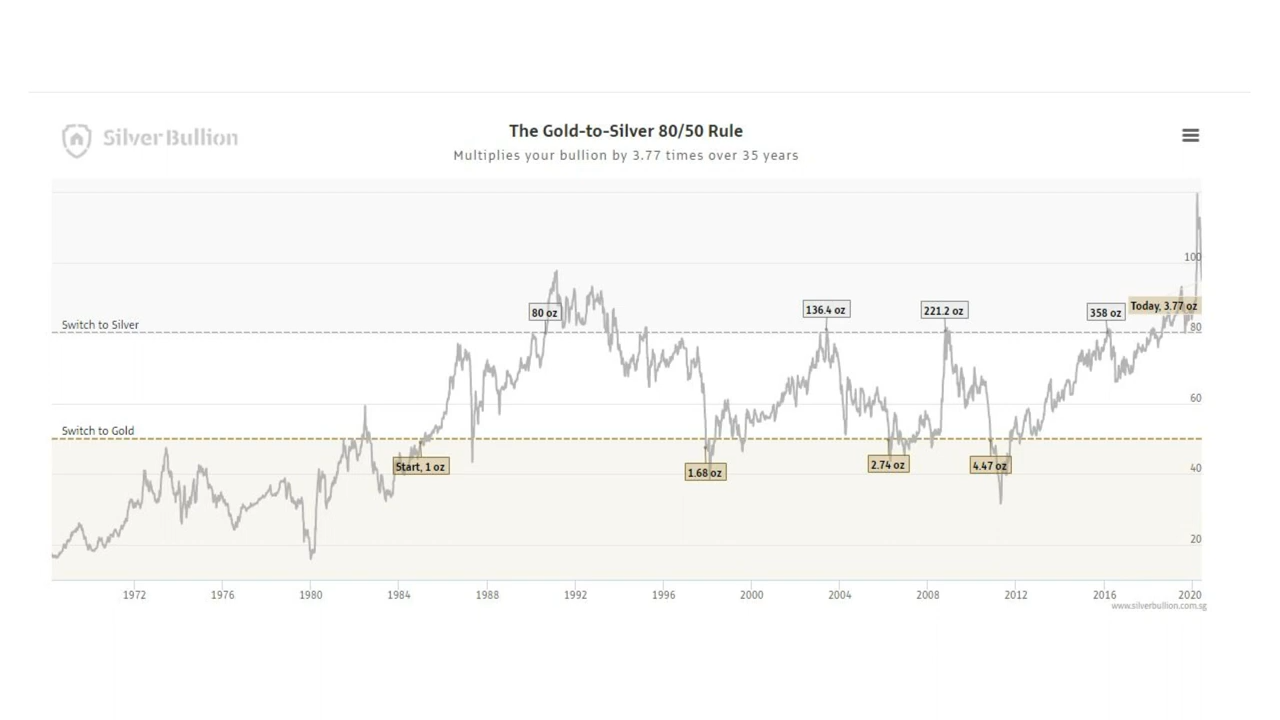 SilverBullion
The Gold-to-Silver 80/50 Rule
Multiplies your bullion by 3.77 times over 35 years
100
Today, 3.77 oz
80 oz
136.4 oz
221.2 oz
358 oz
Switch to Silver
80
60
Switch to Gold
Start, 1 oz
1.68 oz
2.74 oz
4.47 oz
40
20
1972 1976 1980 1984 1988 1992 1996 2000 2004 2008 2012 2016 2020
www.silverbullion.com.sg